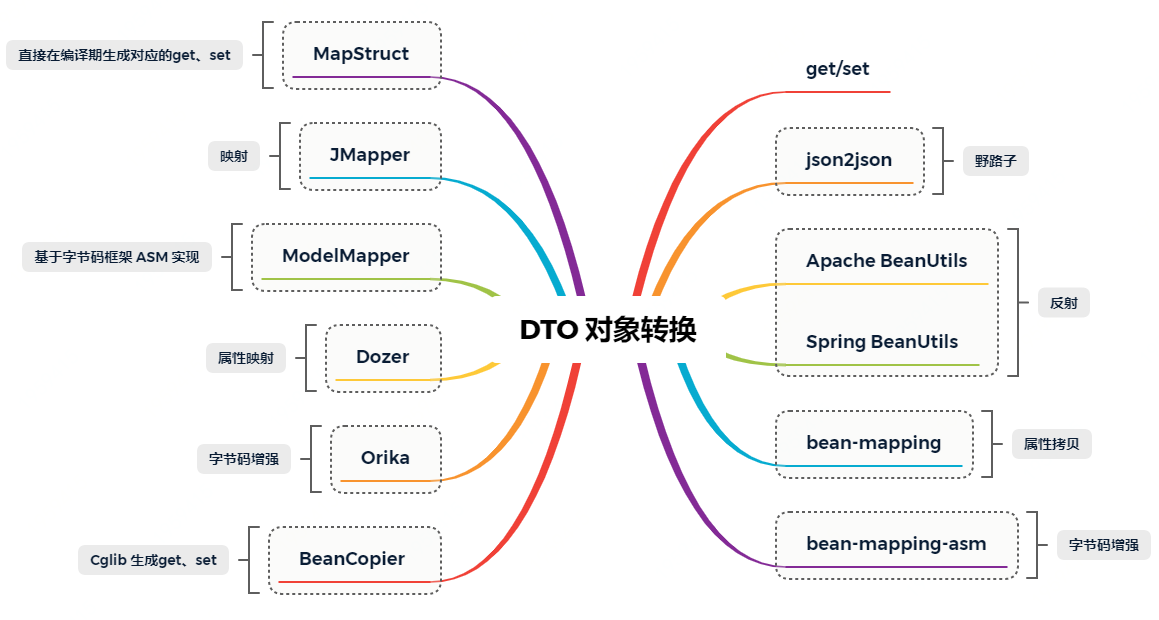 DTO 对象转换
get/set
json2json
野路子
Apache BeanUtils
Spring BeanUtils
反射
bean-mapping
属性拷贝
bean-mapping-asm
字节码增强
MapStruct
直接在编译期生成对应的get、set
JMapper
映射
ModelMapper
基于字节码框架 ASM 实现
Dozer
属性映射
Orika
字节码增强
BeanCopier
Cglib 生成get、set